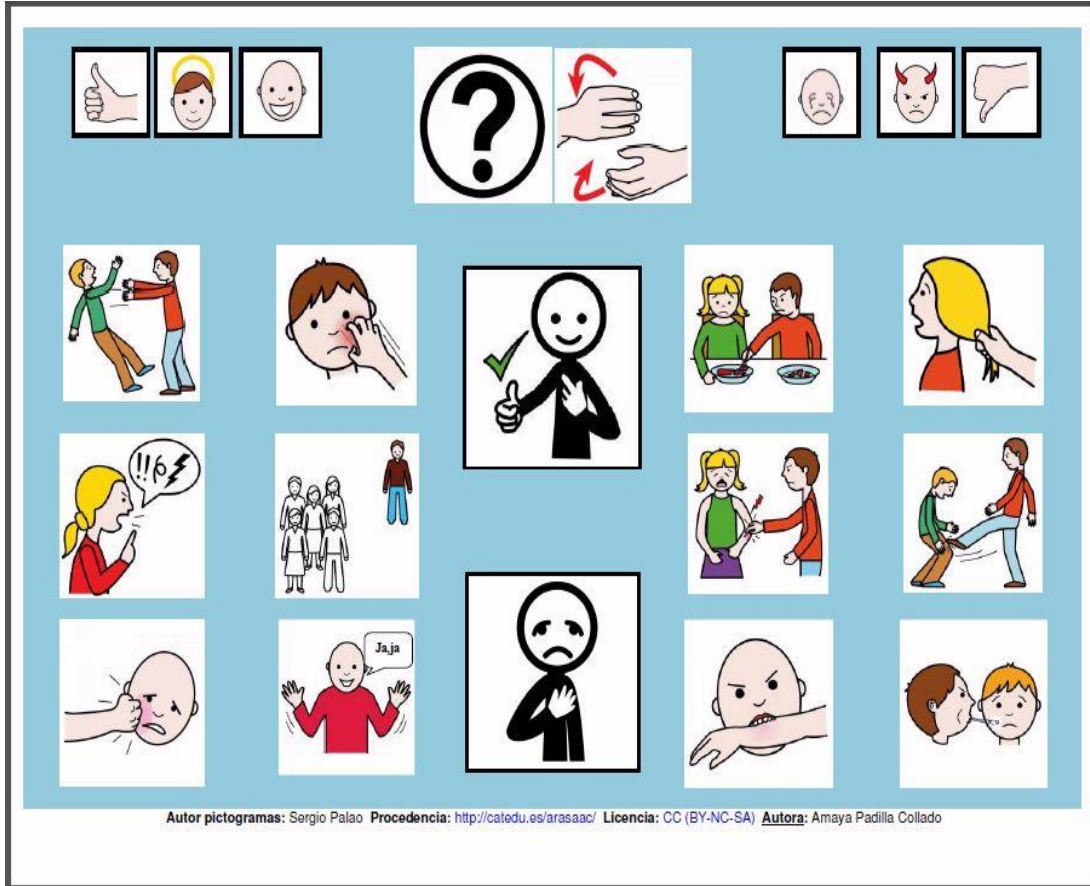 ?
!!
Ja,ja
Autor pictogramas: Sergio Palao Procedencia: http://catedu.es/arasaac/ Licencia: CC (BY-NC-SA) Autora: Amaya Padilla Collado